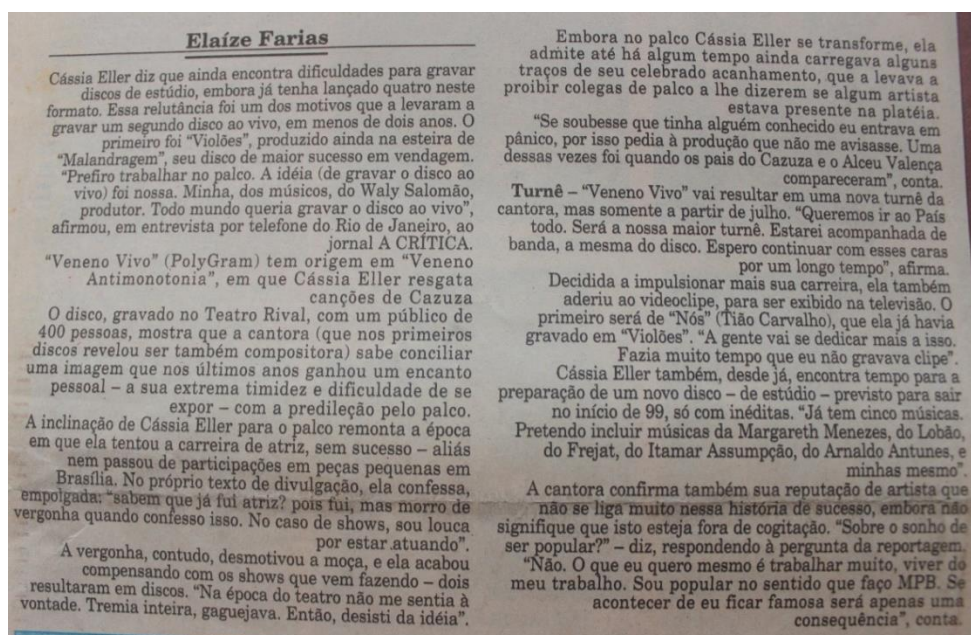 Elaíze Farias
Cássia Eller diz que ainda encontra dificuldades para gravar
discos de estúdio, embora já tenha lançado quatro neste
formato. Essa relutância foi um dos motivos que a levaram a
gravar um segundo disco ao vivo, em menos de dois anos. O
primeiro foi “Violões”, produzido ainda na esteira de
“Malandragem”, seu disco de maior sucesso em vendagem.
“Prefiro trabalhar no palco. A idéia (de gravar o disco ao
vivo) foi nossa. Minha, dos músicos, do Waly Salomão,
produtor. Todo mundo queria gravar o disco ao vivo”,
afirmou, em entrevista por telefone do Rio de Janeiro, ao
jornal A CRÍTICA.
“Veneno Vivo” (PolyGram) tem origem em “Veneno
Antimonotonia”, em que Cássia Eller resgata
canções de Cazuza
O disco, gravado no Teatro Rival, com um público de
400 pessoas, mostra que a cantora (que nos primeiros
discos revelou ser também compositora) sabe conciliar
uma imagem que nos últimos anos ganhou um encanto
pessoal – a sua extrema timidez e dificuldade de se
expor – com a predileção pelo palco.
A inclinação de Cássia Eller para o palco remonta a época
em que ela tentou a carreira de atriz, sem sucesso – aliás
nem passou de participações em peças pequenas em
Brasília. No próprio texto de divulgação, ela confessa,
empolgada: “sabem que já fui atriz? pois fui, mas morro de
vergonha quando confesso isso. No caso de shows, sou louca
por estar atuando”.
A vergonha, contudo, desmotivou a moça, e ela acabou
compensando com os shows que vem fazendo – dois
resultaram em discos. “Na época do teatro não me sentia à
vontade. Tremia inteira, gaguejava. Então, desisti da idéia”.
Embora no palco Cássia Eller se transforme, ela
admite até há algum tempo ainda carregava alguns
traços de seu celebrado acanhamento, que a levava a
proibir colegas de palco a lhe dizerem se algum artista
estava presente na platéia.
“Se soubesse que tinha alguém conhecido eu entrava em
pânico, por isso pedia à produção que não me avisasse. Uma
dessas vezes foi quando os pais do Cazuza e o Alceu Valença
compareceram”, conta.
Turnê – “Veneno Vivo” vai resultar em uma nova turnê da
cantora, mas somente a partir de julho. “Queremos ir ao País
todo. Será a nossa maior turnê. Estarei acompanhada de
banda, a mesma do disco. Espero continuar com esses caras
por um longo tempo”, afirma.
Decidida a impulsionar mais sua carreira, ela também
aderiu ao videoclipe, para ser exibido na televisão. O
primeiro será de “Nós” (Tião Carvalho), que ela já havia
gravado em “Violões”. “A gente vai se dedicar mais a isso.
Fazia muito tempo que eu não gravava clipe”.
Cássia Eller também, desde já, encontra tempo para a
preparação de um novo disco – de estúdio – previsto para sair
no início de 99, só com inéditas. “Já tem cinco músicas.
Pretendo incluir músicas da Margareth Menezes, do Lobão,
do Frejat, do Itamar Assumpção, do Arnaldo Antunes, e
minhas mesmo”.
A cantora confirma também sua reputação de artista que
não se liga muito nessa história de sucesso, embora não
signifique que isto esteja fora de cogitação. “Sobre o sonho de
ser popular?” – diz, respondendo à pergunta da reportagem.
“Não. O que eu quero mesmo é trabalhar muito, viver do
meu trabalho. Sou popular no sentido que faço MPB. Se
acontecer de eu ficar famosa será apenas uma
consequência”, conta.